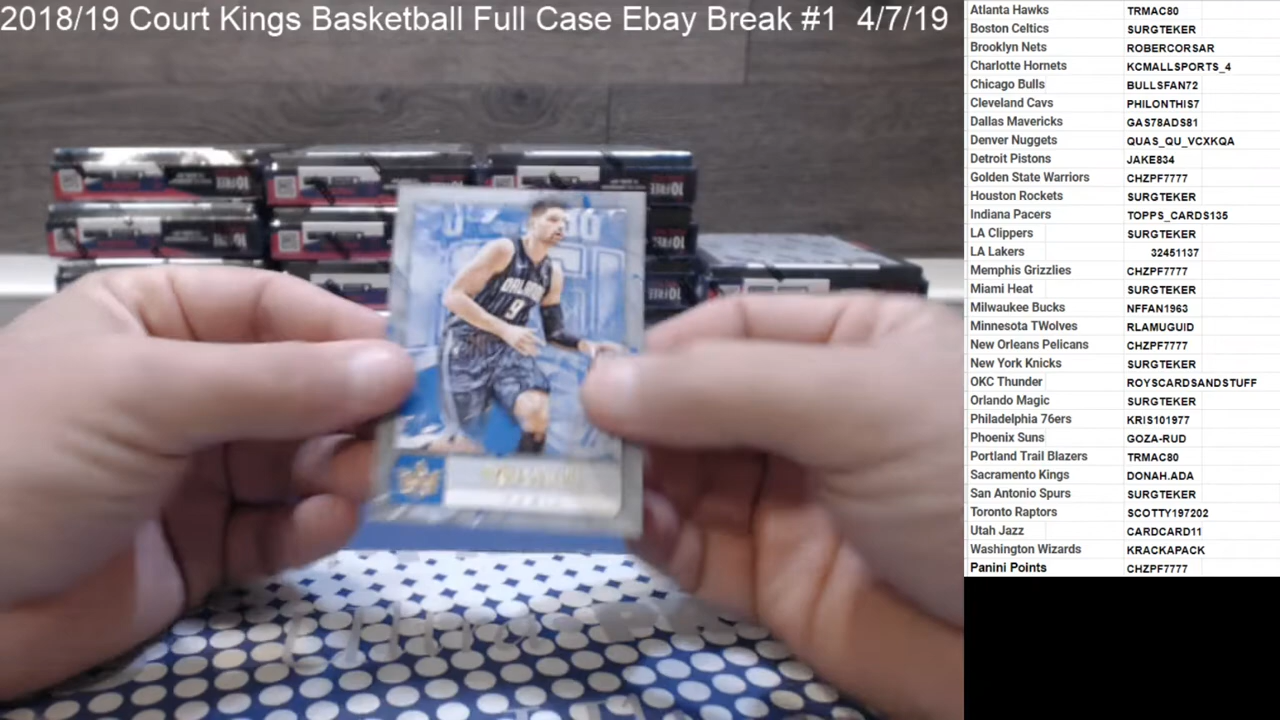 2018/19 Court Kings Basketball Full Case Ebay Break #1 4/7/19
Atlanta Hawks TRMAC80
Boston Celtics SURGTEKER
Brooklyn Nets ROBERCORSAR
Charlotte Hornets KCMALLSPORTS_4
Chicago Bulls BULLSFAN72
Cleveland Cavs PHILONTHIS7
Dallas Mavericks GAS78ADS81
Denver Nuggets QUAS_QU_VCXKQA
Detroit Pistons JAKE834
Golden State Warriors CHZPF7777
Houston Rockets SURGTEKER
Indiana Pacers TOPPS_CARDS135
LA Clippers SURGTEKER
LA Lakers 32451137
Memphis Grizzlies CHZPF7777
Miami Heat SURGTEKER
Milwaukee Bucks NFFAN1963
Minnesota TWolves RLAMUGUID
New Orleans Pelicans CHZPF7777
New York Knicks SURGTEKER
OKC Thunder ROYSCARDSANDSTUFF
Orlando Magic SURGTEKER
Philadelphia 76ers KRIS101977
Phoenix Suns GOZA-RUD
Portland Trail Blazers TRMAC80
Sacramento Kings DONAH.ADA
San Antonio Spurs SURGTEKER
Toronto Raptors SCOTTY197202
Utah Jazz CARDCARD11
Washington Wizards KRACKAPACK
Panini Points CHZPF7777
ORLANDO
9